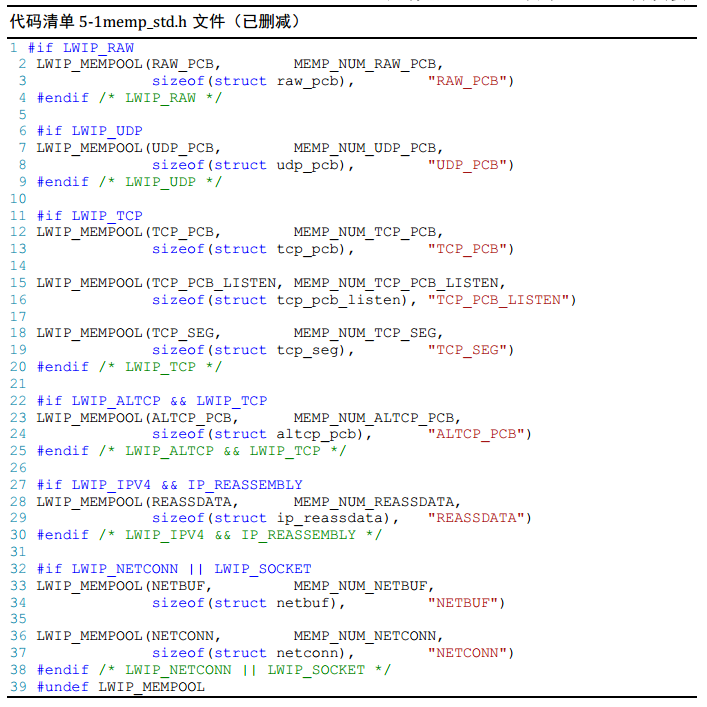 代码清单 5-1memp_std.h 文件（已删减）
1 #if LWIP_RAW
2 LWIP_MEMPOOL(RAW_PCB, MEMP_NUM_RAW_PCB,
3 sizeof(struct raw_pcb), "RAW_PCB")
4 #endif /* LWIP_RAW */
5
6 #if LWIP_UDP
7 LWIP_MEMPOOL(UDP_PCB, MEMP_NUM_UDP_PCB,
8 sizeof(struct udp_pcb), "UDP_PCB")
9 #endif /* LWIP_UDP */
10
11 #if LWIP_TCP
12 LWIP_MEMPOOL(TCP_PCB, MEMP_NUM_TCP_PCB,
13 sizeof(struct tcp_pcb), "TCP_PCB")
14
15 LWIP_MEMPOOL(TCP_PCB_LISTEN, MEMP_NUM_TCP_PCB_LISTEN,
16 sizeof(struct tcp_pcb_listen), "TCP_PCB_LISTEN")
17
18 LWIP_MEMPOOL(TCP_SEG, MEMP_NUM_TCP_SEG,
19 sizeof(struct tcp_seg), "TCP_SEG")
20 #endif /* LWIP_TCP */
21
22 #if LWIP_ALTCP && LWIP_TCP
23 LWIP_MEMPOOL(ALTCP_PCB, MEMP_NUM_ALTCP_PCB,
24 sizeof(struct altcp_pcb), "ALTCP_PCB")
25 #endif /* LWIP_ALTCP && LWIP_TCP */
26
27 #if LWIP_IPV4 && IP_REASSEMBLY
28 LWIP_MEMPOOL(REASSDATA, MEMP_NUM_REASSDATA,
29 sizeof(struct ip_reassdata), "REASSDATA")
30 #endif /* LWIP_IPV4 && IP_REASSEMBLY */
31
32 #if LWIP_NETCONN || LWIP_SOCKET
33 LWIP_MEMPOOL(NETBUF, MEMP_NUM_NETBUF,
34 sizeof(struct netbuf), "NETBUF")
35
36 LWIP_MEMPOOL(NETCONN, MEMP_NUM_NETCONN,
37 sizeof(struct netconn), "NETCONN")
38 #endif /* LWIP_NETCONN || LWIP_SOCKET */
39 #undef LWIP_MEMPOOL